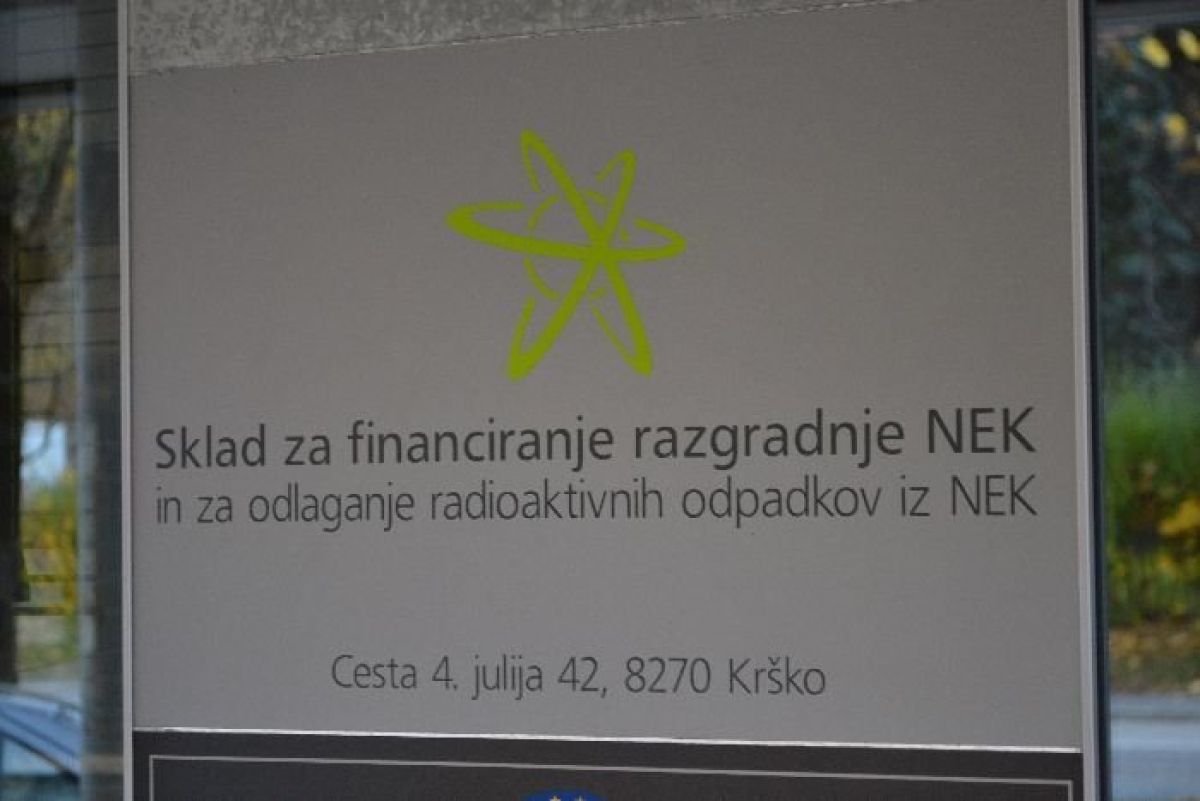 Sklad za financiranje razgradnje NEK
in za odlaganje radioaktivnih odpadkov iz NEK
Cesta 4. julija 42, 8270 Krško